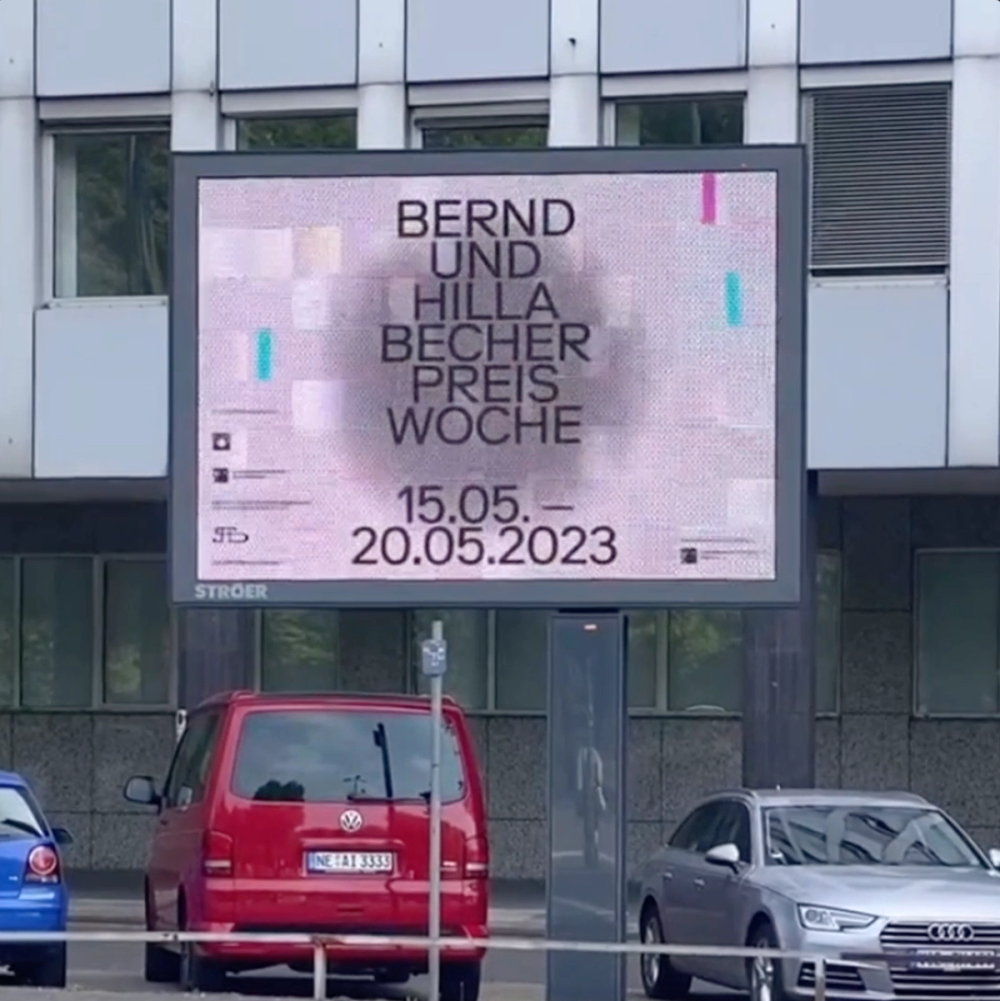 BERND
UND
HILLA
BECHER
PREIS
WOCHE
15.05.—
20.05.2023
STRÖER
NE AI 3333